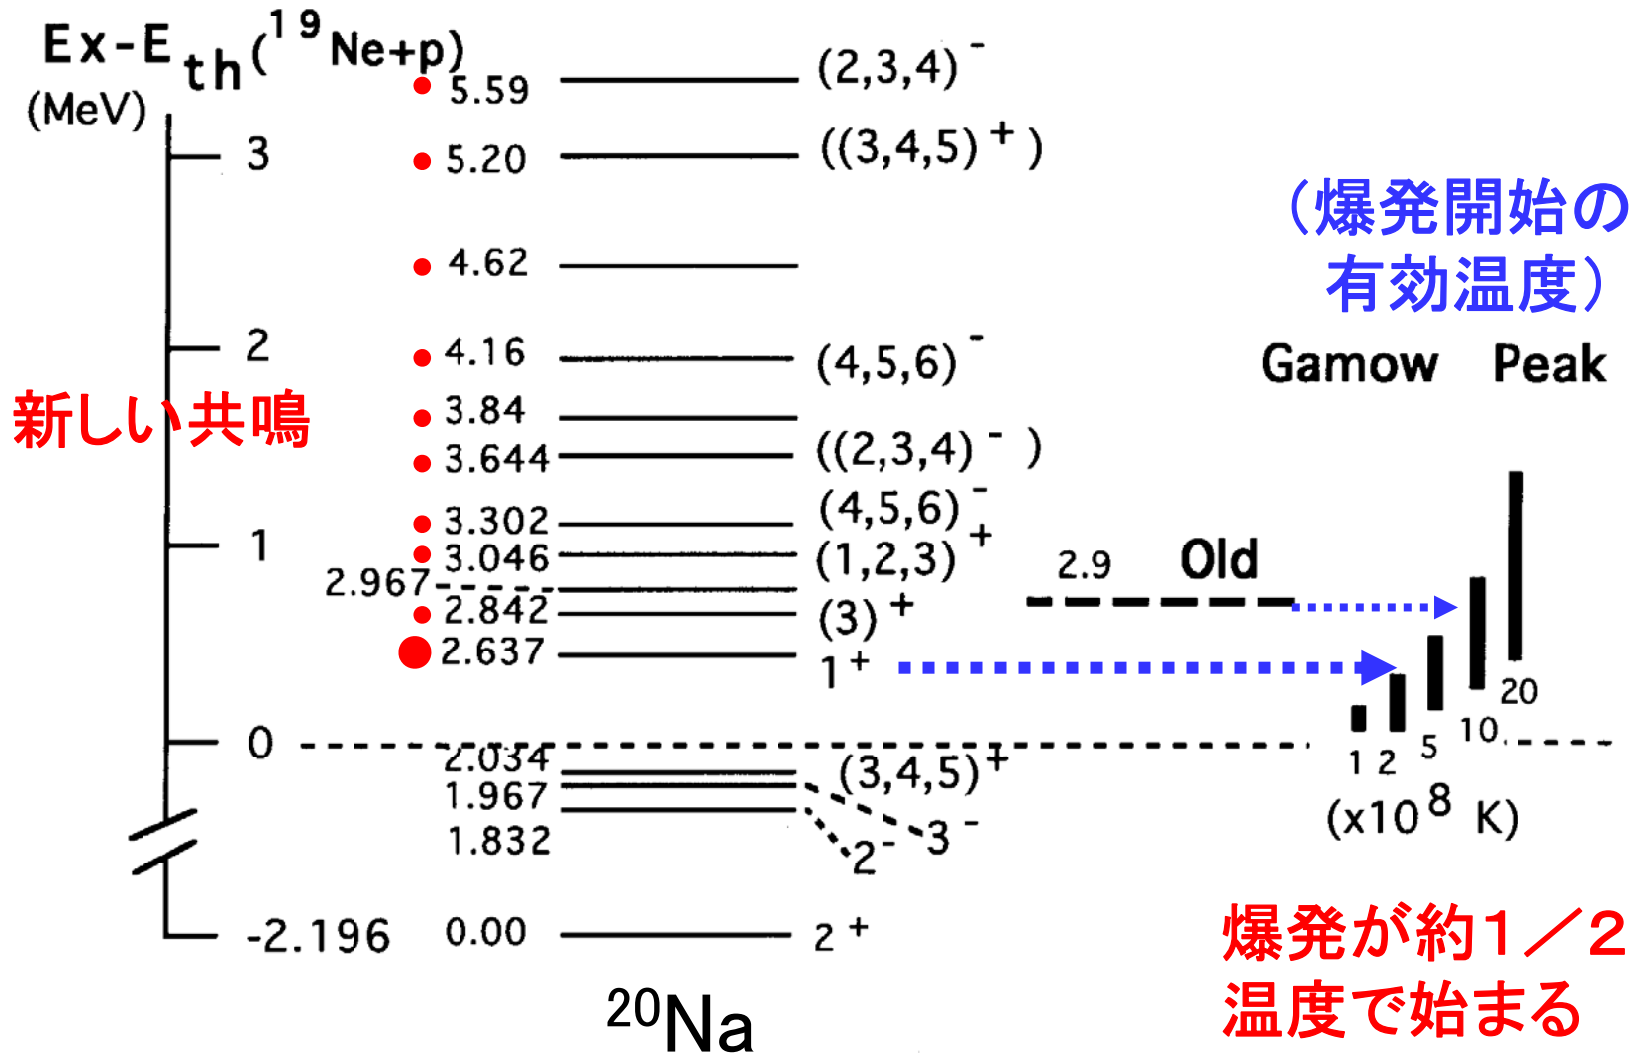 Ex-Eth(19Ne+p)
(MeV)
5.59 (2,3,4)-
3 5.20 ((3,4,5)+)
4.62
(爆発開始の
有効温度)
2 4.16 (4,5,6)-
Gamow Peak
新しい共鳴
3.84
3.644 ((2,3,4)-)
3.302 (4,5,6)-
1 3.046 (1,2,3)+
2.967
2.9 Old
2.842 (3)+
2.637 1+
0
1 2 5 10 20
(x10 8 K)
2.034 (3,4,5)+
1.967 3-
1.832 2-
-2.196 0.00 2+
20Na
爆発が約1/2
温度で始まる